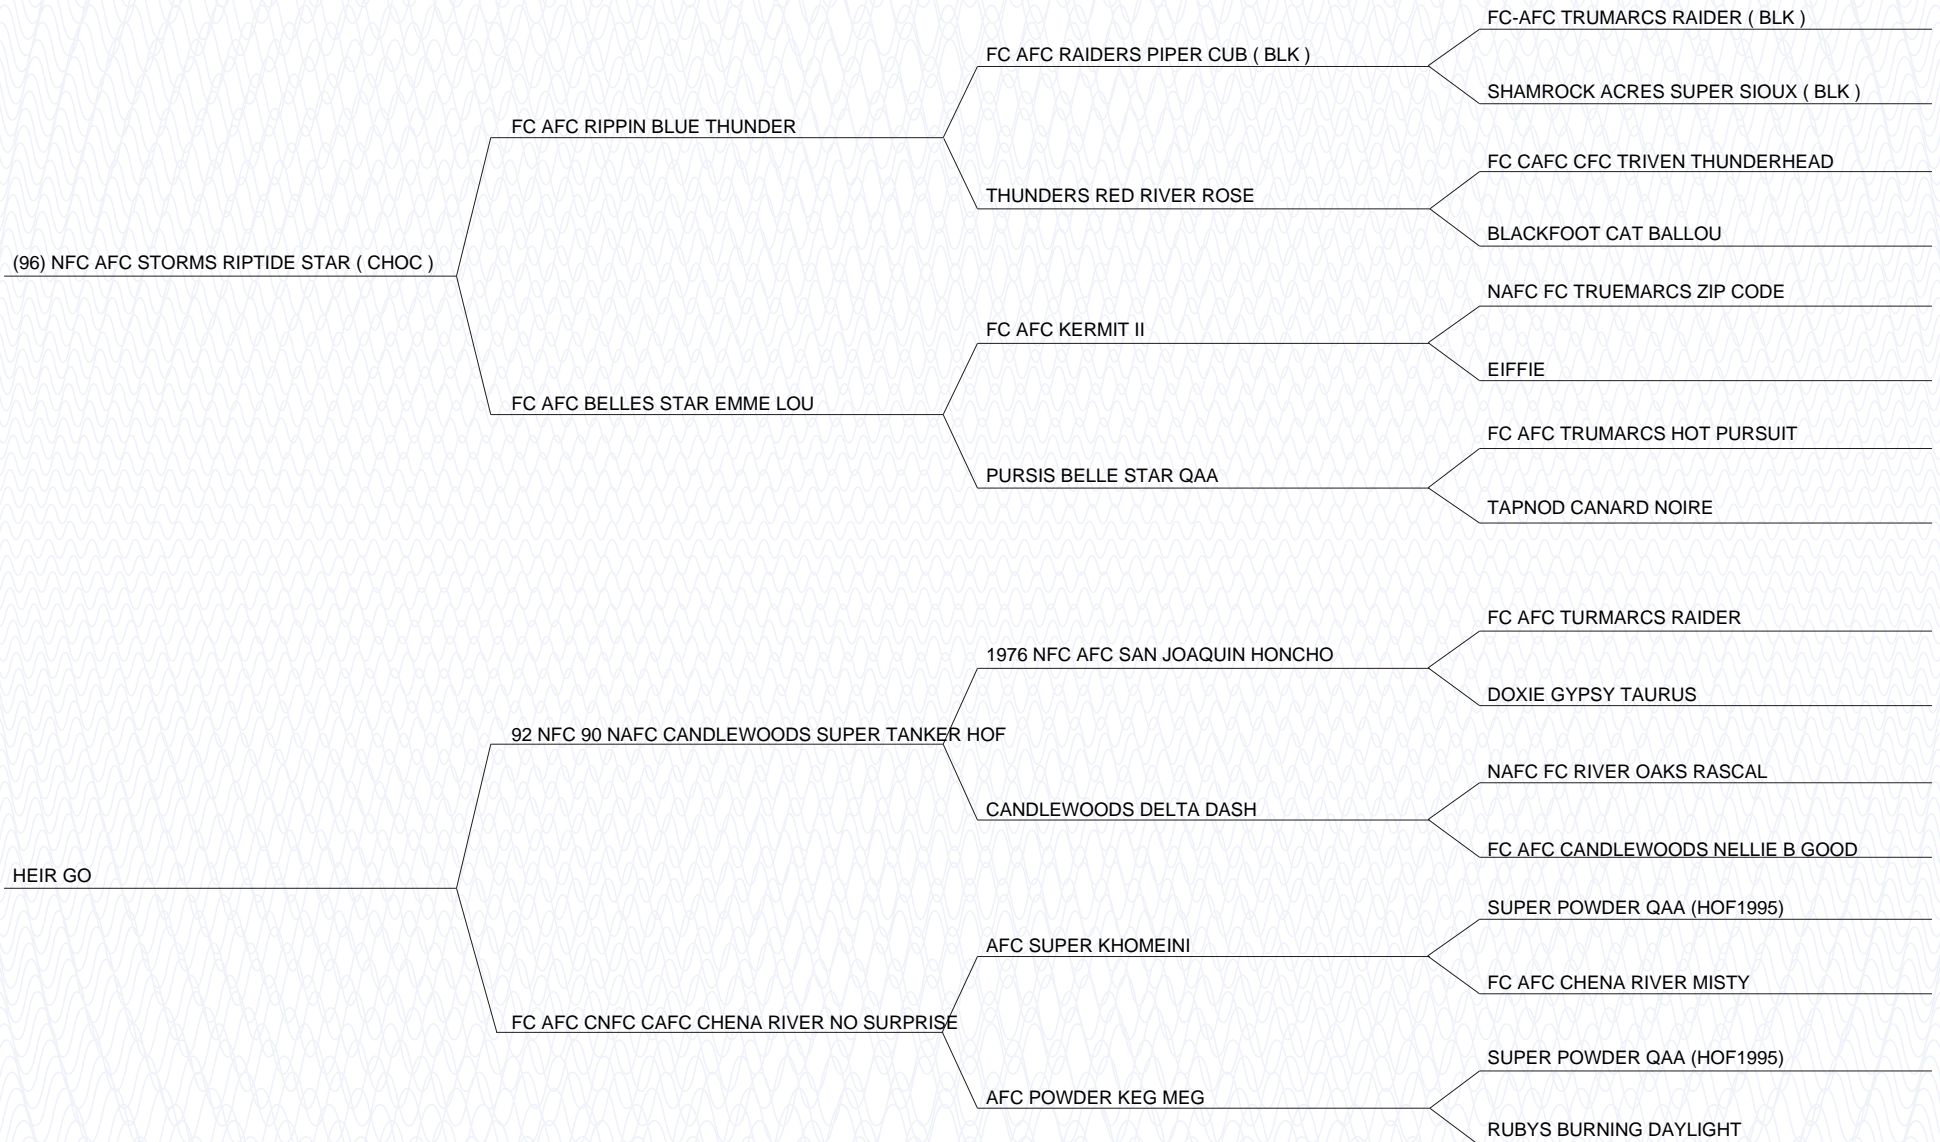 FC-AFC TRUMARCS RAIDER ( BLK )
FC AFC RAIDERS PIPER CUB ( BLK )
SHAMROCK ACRES SUPER SIOUX ( BLK )
FC AFC RIPPIN BLUE THUNDER
FC CAFC CFC TRIVEN THUNDERHEAD
THUNDERS RED RIVER ROSE
BLACKFOOT CAT BALLOU
(96) NFC AFC STORMS RIPTIDE STAR ( CHOC )
NAFC FC TRUEMARCS ZIP CODE
FC AFC KERMIT II
EIFFIE
FC AFC BELLES STAR EMME LOU
FC AFC TRUMARCS HOT PURSUIT
PURSIS BELLE STAR QAA
TAPNOD CANARD NOIRE
FC AFC TURMARCS RAIDER
1976 NFC AFC SAN JOAQUIN HONCHO
DOXIE GYPSY TAURUS
92 NFC 90 NAFC CANDLEWOODS SUPER TANKER HOF
NAFC FC RIVER OAKS RASCAL
CANDLEWOODS DELTA DASH
FC AFC CANDLEWOODS NELLIE B GOOD
HEIR GO
SUPER POWDER QAA (HOF1995)
AFC SUPER KHOMEINI
FC AFC CHENA RIVER MISTY
FC AFC CNFC CAFC CHENA RIVER NO SURPRISE
SUPER POWDER QAA (HOF1995)
AFC POWDER KEG MEG
RUBYS BURNING DAYLIGHT